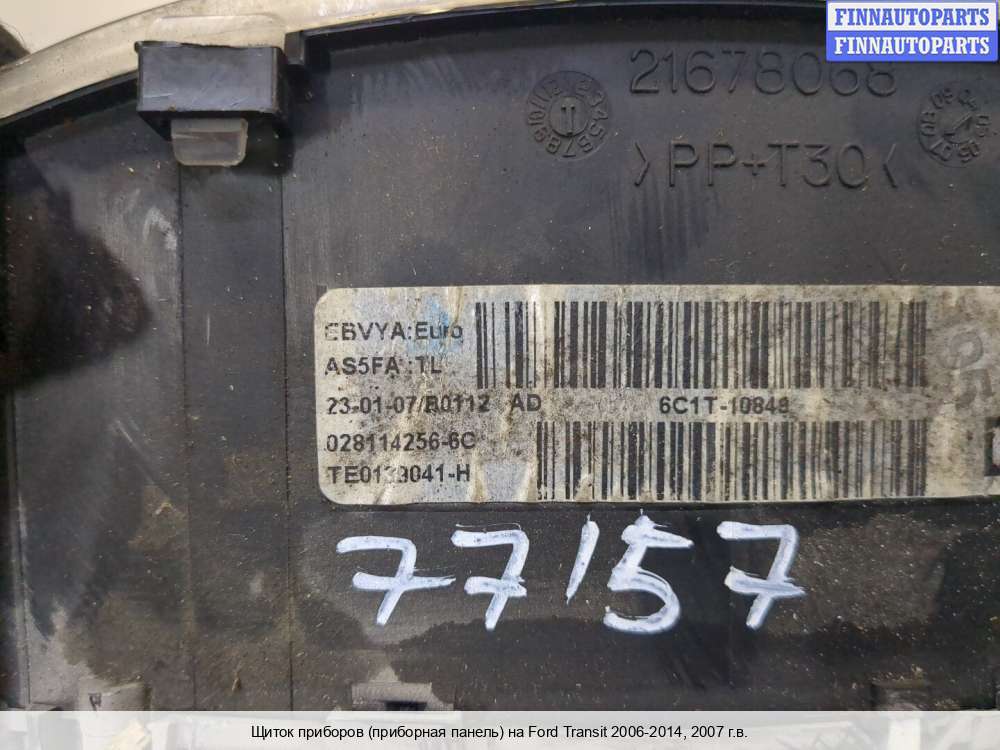 FINNAUTOPARTS
FINNAUTOPARTS
21678068
>PP+T30<
EBVYA:Euro
AS5FA :TL
23-01-07/ AD 6C1T-10849
028114256-6C
TE0139041-H
77157
Щиток приборов (приборная панель) на Ford Transit 2006-2014, 2007 г.в.